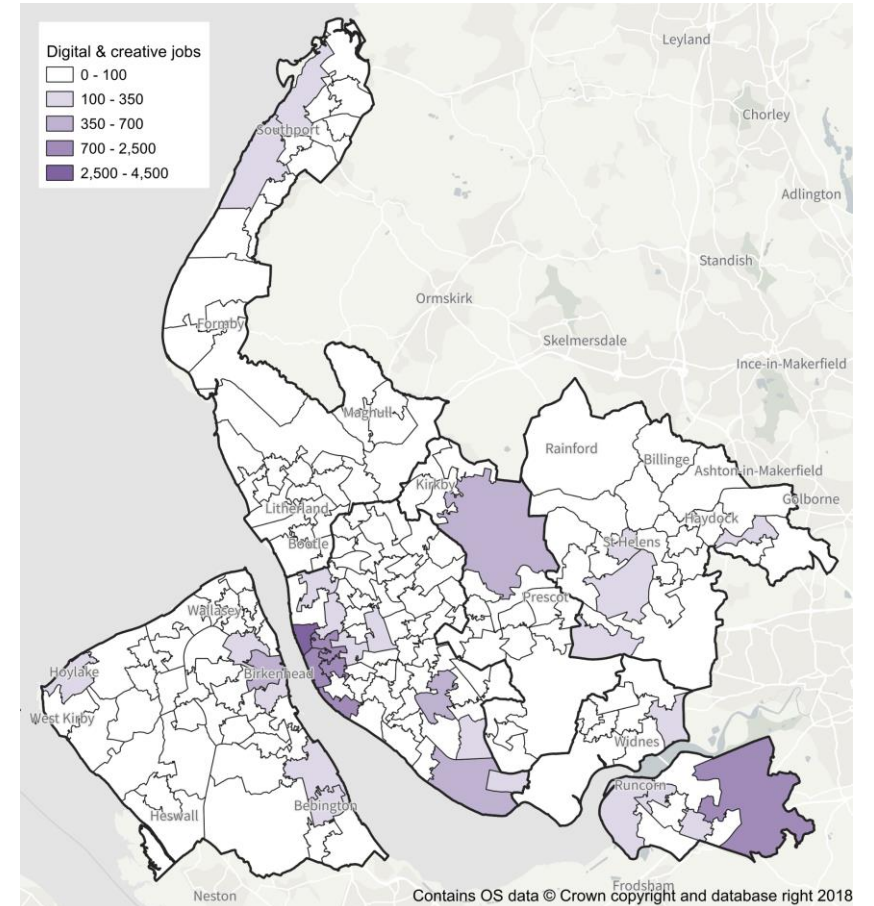 Digital & creative jobs
0 - 100
100 - 350
350 - 700
700 - 2,500
2,500 - 4,500
Leyland
Chorley
Southport
Adlington
Standish
Ormskirk
Formby
Skelmersdale
Ince-in-Makerfield
Maghull
Rainford
Billinge
Ashton-in-Makerfield
Kirkby
Golborne
Litherland
Haydock
Bootle
St Helens
Prescot
Wallasey
Hoylake
Birkenhead
West Kirby
Widnes
Runcorn
Bebington
Heswall
Frodsham
Neston
Contains OS data © Crown copyright and database right 2018